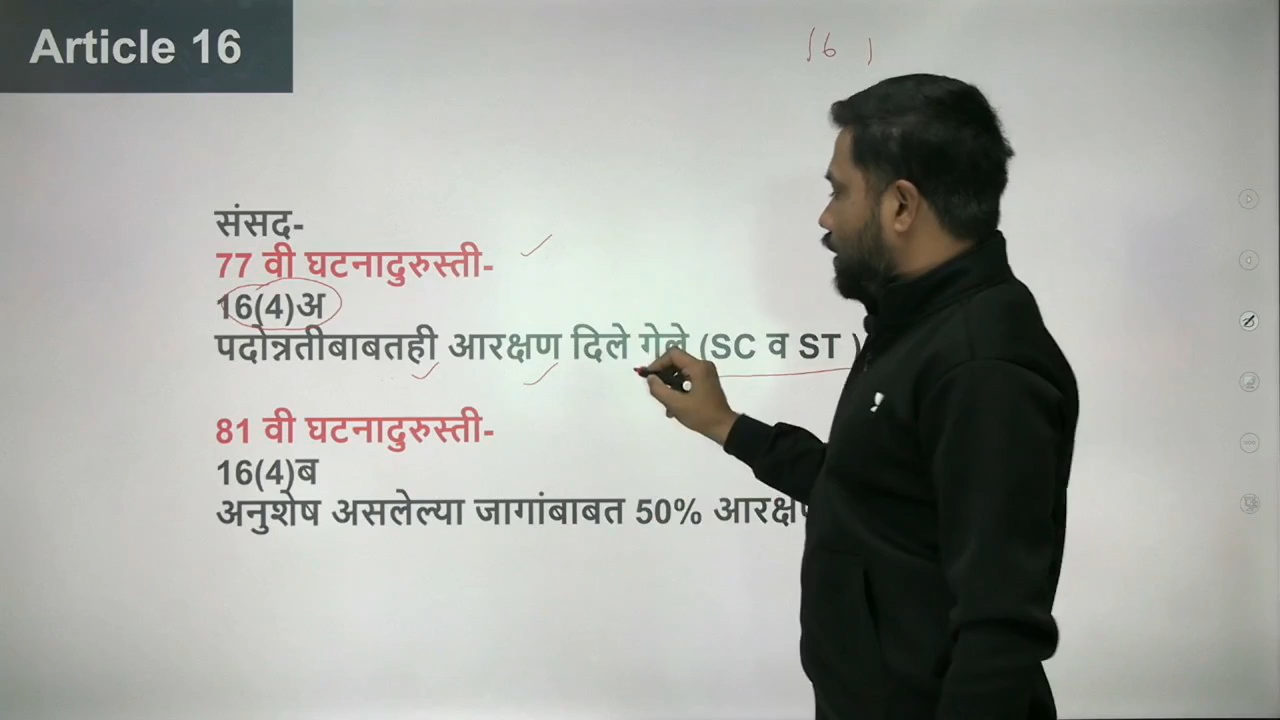 Article 16
16)
संसद-
77 वी घटनादुरुस्ती-
16(4)अ
पदोन्नतीबाबतही आरक्षण दिले गेले (SC व ST )
81 वी घटनादुरुस्ती-
16(4)ब
अनुशेष असलेल्या जागांबाबत 50%